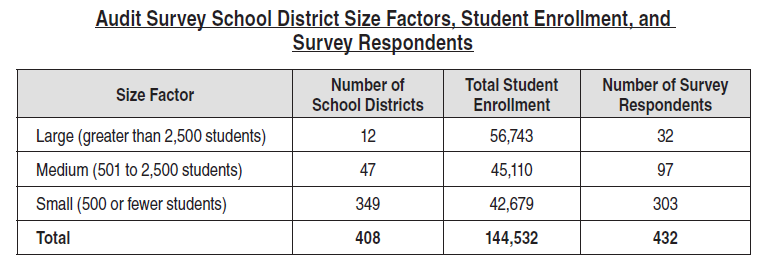 Audit Survey School District Size Factors, Student Enrollment, and
Survey Respondents
Size Factor
Number of
School Districts
Total Student
Enrollment
Number of Survey
Respondents
Large (greater than 2,500 students) 12 56,743 32
Medium (501 to 2,500 students) 47 45,110 97
Small (500 or fewer students) 349 42,679 303
Total 408 144,532 432